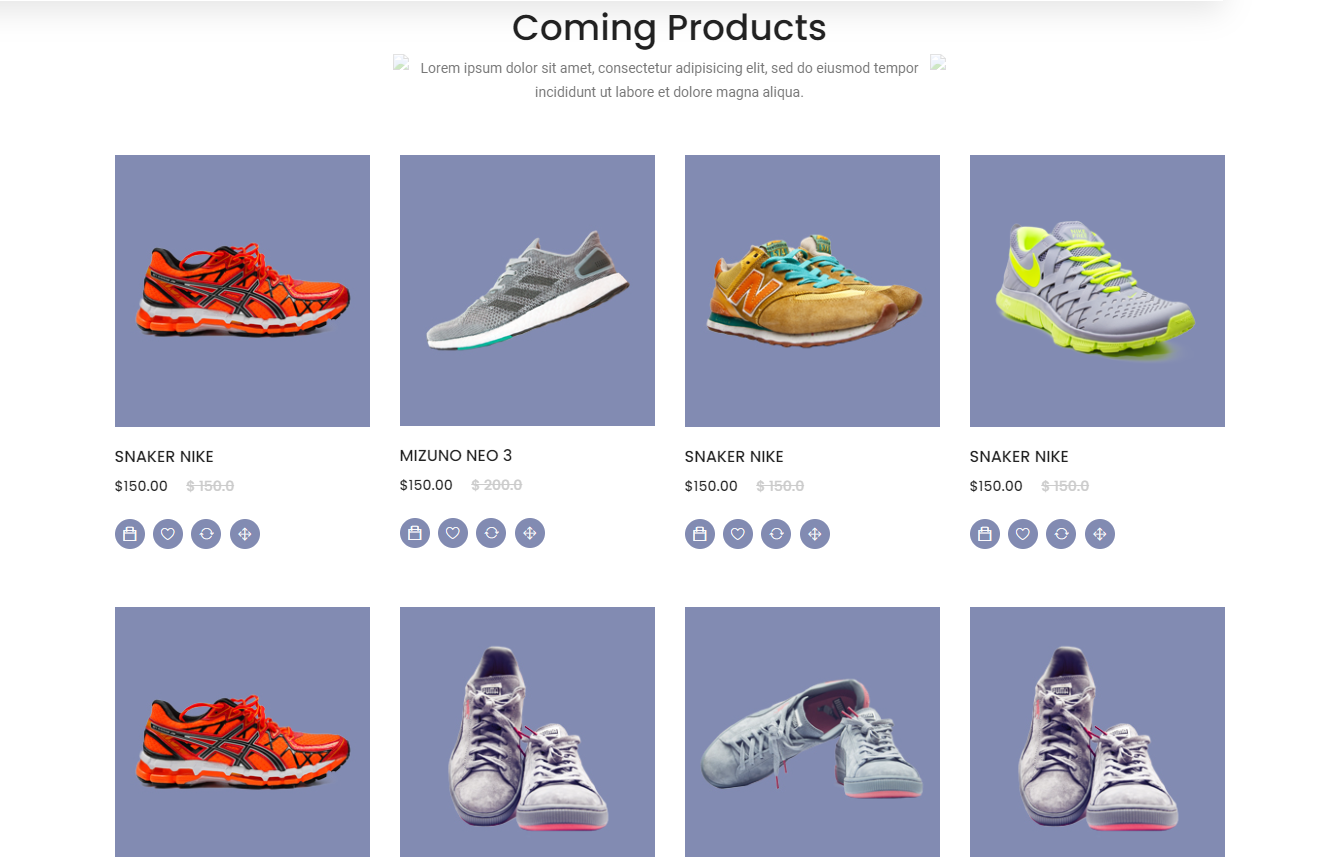 Coming Products
Lorem ipsum dolor sit amet, consectetur adipisicing elit, sed do eiusmod tempor
incididunt ut labore et dolore magna aliqua.
SNAKER NIKE
$150.00 $ 150.0
MIZUNO NEO 3
$150.00 $ 200.0
SNAKER NIKE
$150.00 $ 150.0
SNAKER NIKE
$150.00 $ 150.0